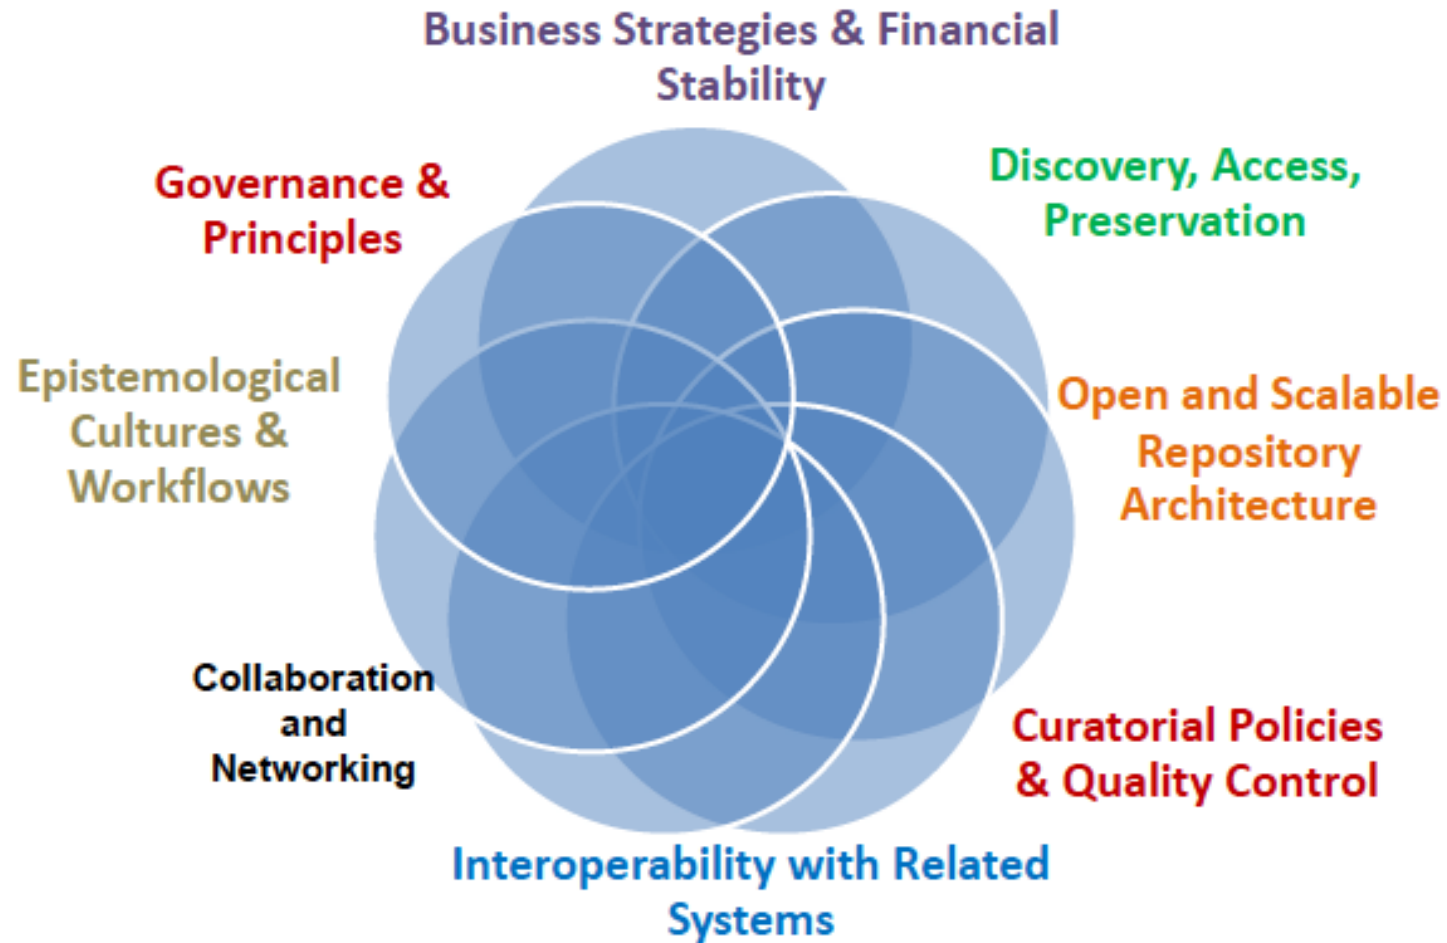 Business Strategies & Financial
Stability
Governance &
Principles
Discovery, Access,
Preservation
Epistemological
Cultures &
Workflows
Open and Scalable
Repository
Architecture
Collaboration
and
Networking
Curatorial Policies
& Quality Control
Interoperability with Related
Systems